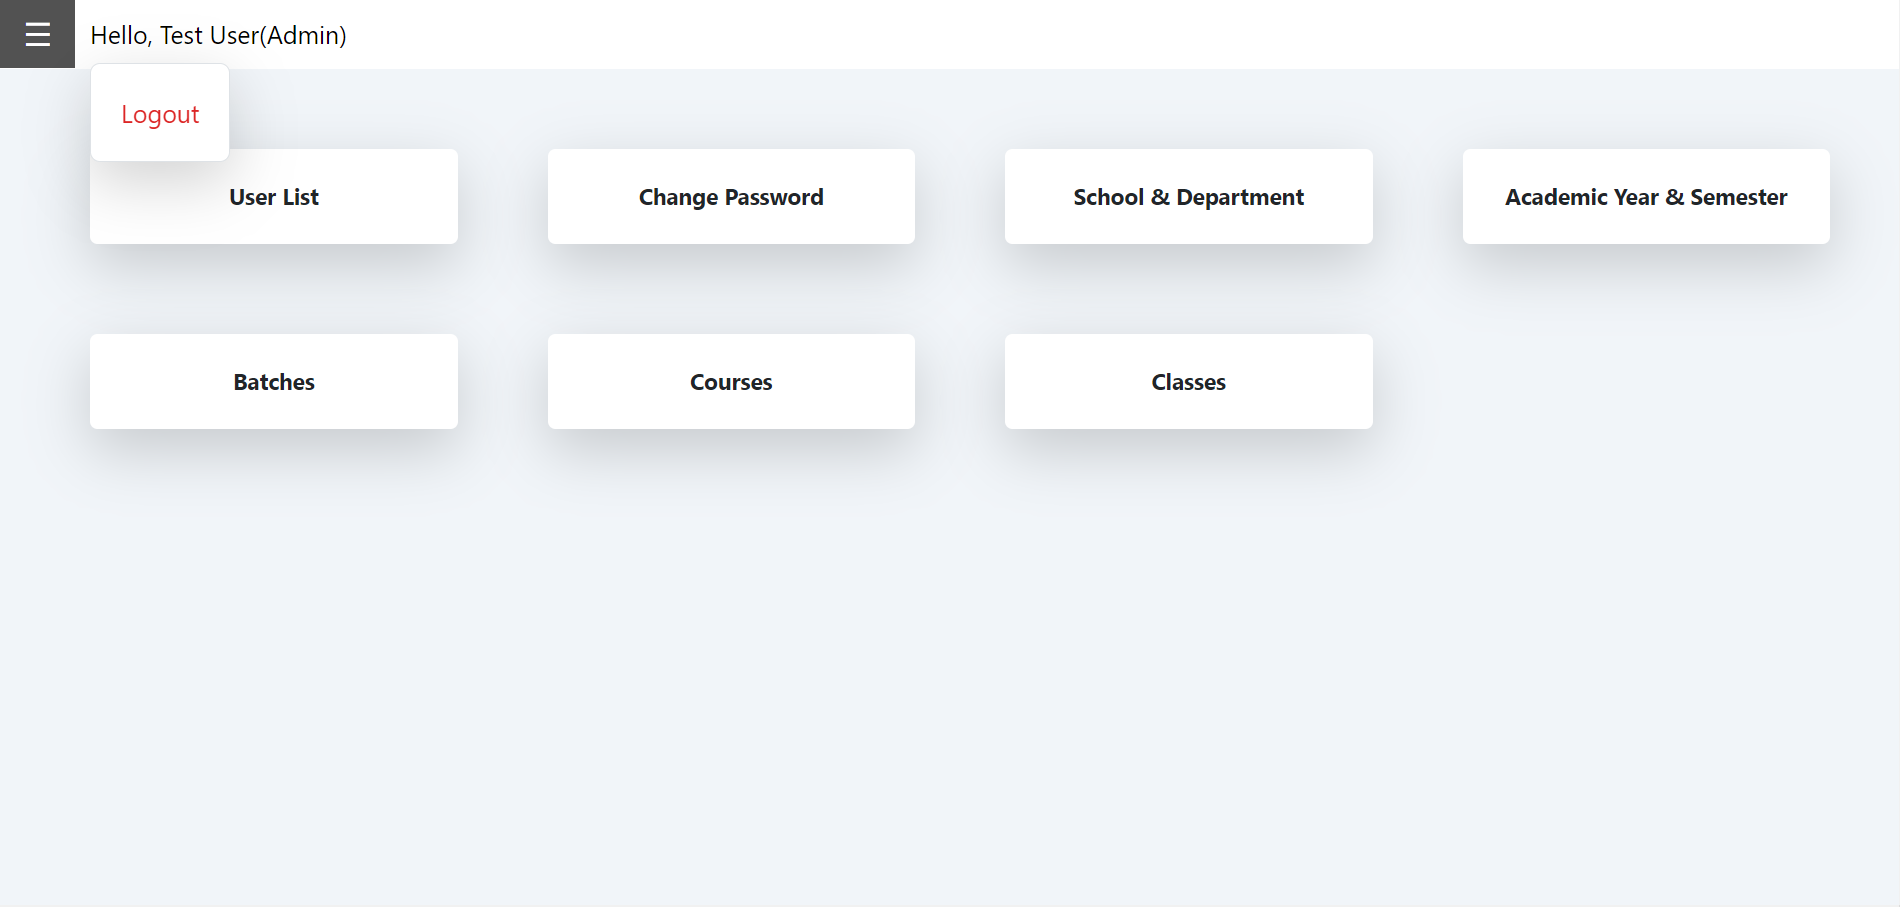 Hello, Test User(Admin)
Logout
User List
Change Password
School & Department
Academic Year & Semester
Batches
Courses
Classes